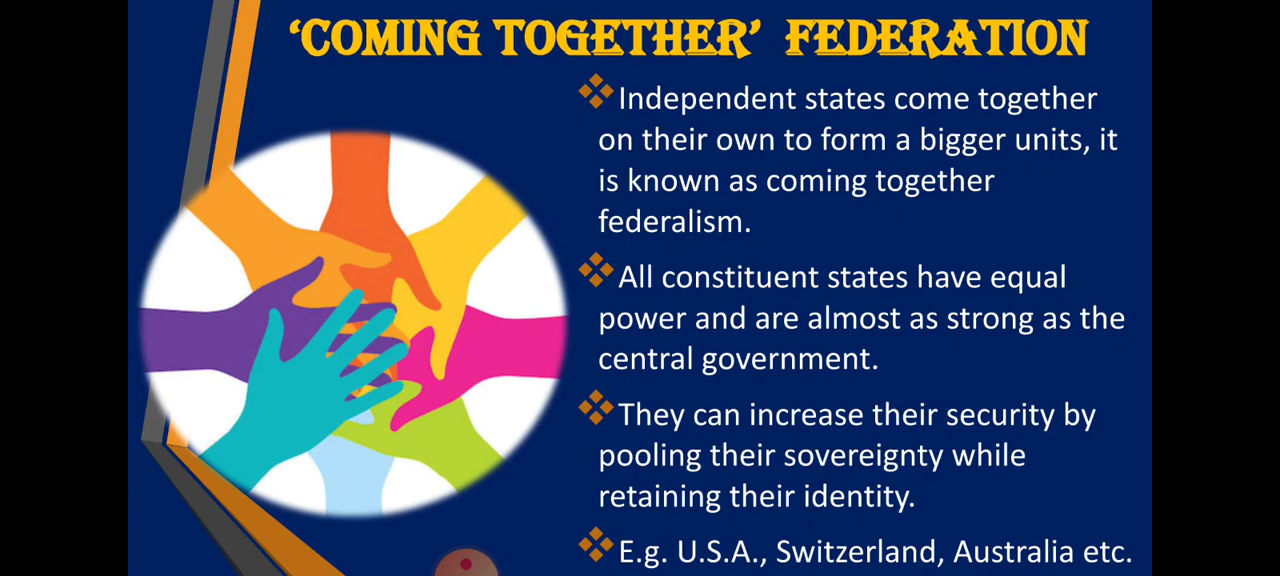 ‘COMING TOGETHER’ FEDERATION
Independent states come together
on their own to form a bigger units, it
is known as coming together
federalism.
All constituent states have equal
power and are almost as strong as the
central government.
They can increase their security by
pooling their sovereignty while
retaining their identity.
E.g. U.S.A., Switzerland, Australia etc.